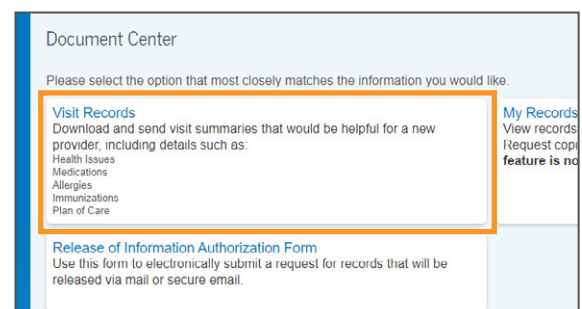 Document Center
Please select the option that most closely matches the information you would like.
Visit Records
Download and send visit summaries that would be helpful for a new
provider, including details such as:
Health Issues
Medications
Allergies
Immunizations
Plan of Care
My Records
View records
Request copi
feature is no
Release of Information Authorization Form
Use this form to electronically submit a request for records that will be
released via mail or secure email.